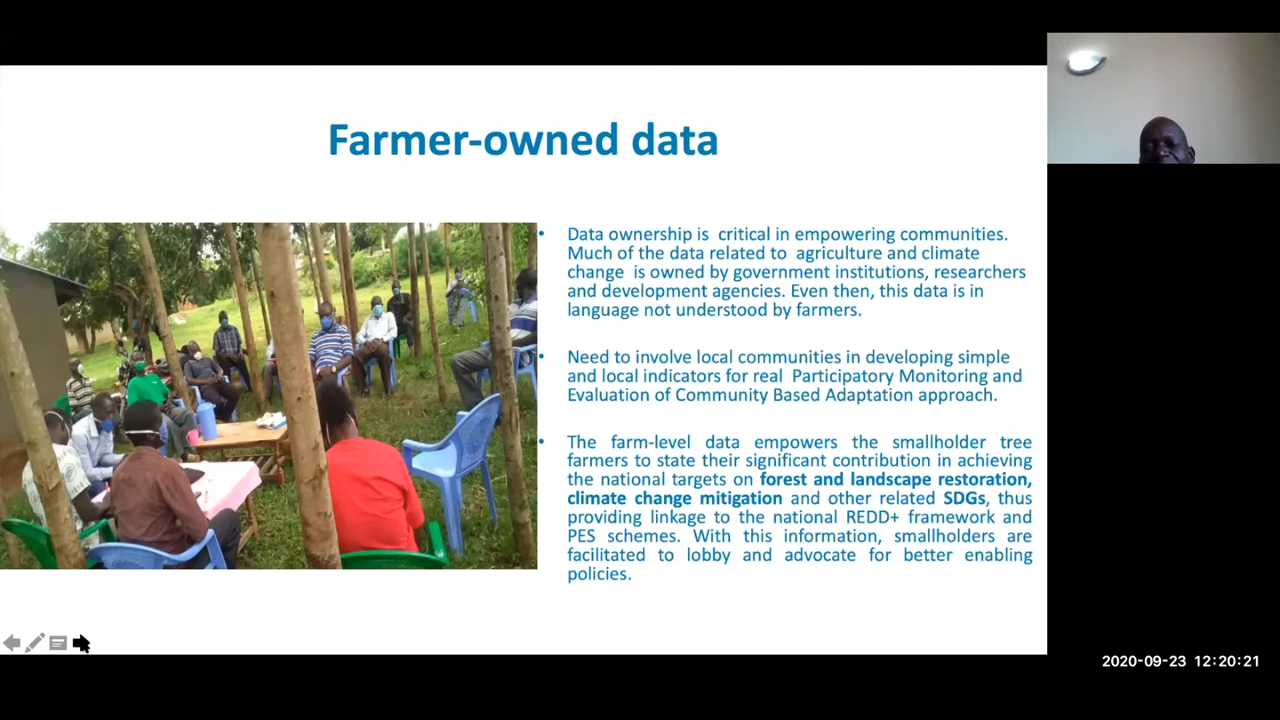 Farmer-owned data
• Data ownership is critical in empowering communities.
Much of the data related to agriculture and climate
change is owned by government institutions, researchers
and development agencies. Even then, this data is in
language not understood by farmers.
• Need to involve local communities in developing simple
and local indicators for real Participatory Monitoring and
Evaluation of Community Based Adaptation approach.
• The farm-level data empowers the smallholder tree
farmers to state their significant contribution in achieving
the national targets on forest and landscape restoration,
climate change mitigation and other related SDGs, thus
providing linkage to the national REDD+ framework and
PES schemes. With this information, smallholders are
facilitated to lobby and advocate for better enabling
policies.
2020-09-23 12:20:21